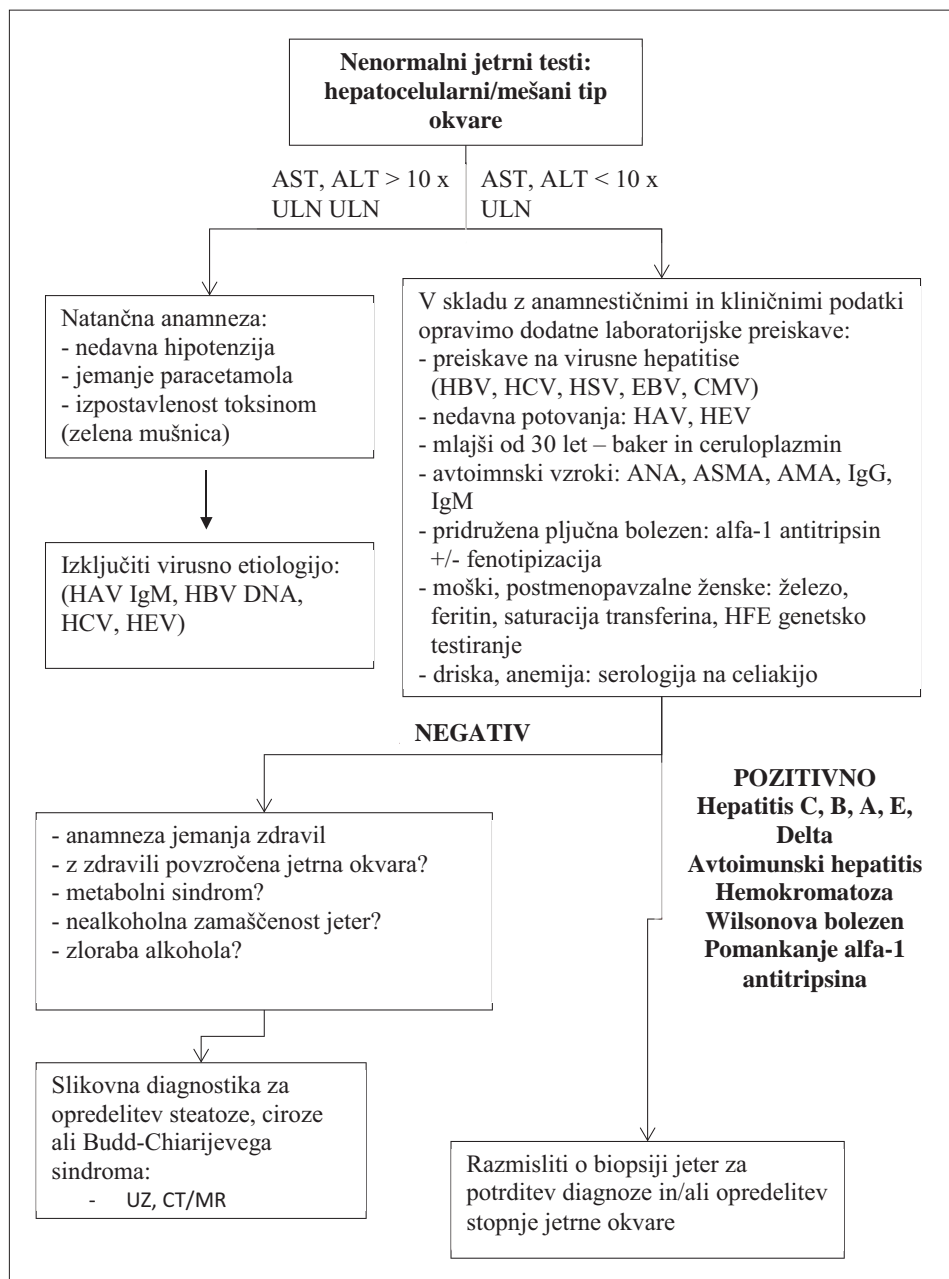 Nenormalni jetrni testi:
hepatocelularni/mešani tip
okvare
AST, ALT > 10 x
ULN ULN
AST, ALT < 10 x
ULN
Natančna anamneza:
- nedavna hipotenzija
- jemanje paracetamola
- izpostavlenost toksinom
(zelena mušnica)
V skladu z anamnestičnimi in kliničnimi podatki
opravimo dodatne laboratorijske preiskave:
- preiskave na virusne hepatitise
(HBV, HCV, HSV, EBV, CMV)
- nedavna potovanja: HAV, HEV
- mlajši od 30 let – baker in ceruloplazmin
- avtoimnski vzroki: ANA, ASMA, AMA, IgG,
IgM
- pridružena pljučna bolezen: alfa-1 antitripsin
+/- fenotipizacija
- moški, postmenopavzalne ženske: železo,
feritin, saturacija transferina, HFE genetsko
testiranje
- driska, anemija: serologija na celiakijo
Izključiti virusno etiologijo:
(HAV IgM, HBV DNA,
HCV, HEV)
NEGATIV
POZITIVNO
Hepatitis C, B, A, E,
Delta
Avtoimunski hepatitis
Hemokromatoza
Wilsonova bolezen
Pomankanje alfa-1
antitripsina
- anamneza jemanja zdravil
- z zdravili povzročena jetrna okvara?
- metabolni sindrom?
- nealkoholna zamaščenost jeter?
- zloraba alkohola?
Slikovna diagnostika za
opredelitev steatoze, ciroze
ali Budd-Chiarijevega
sindroma:
- UZ, CT/MR
Razmisliti o biopsiji jeter za
potrditev diagnoze in/ali opredelitev
stopnje jetrne okvare